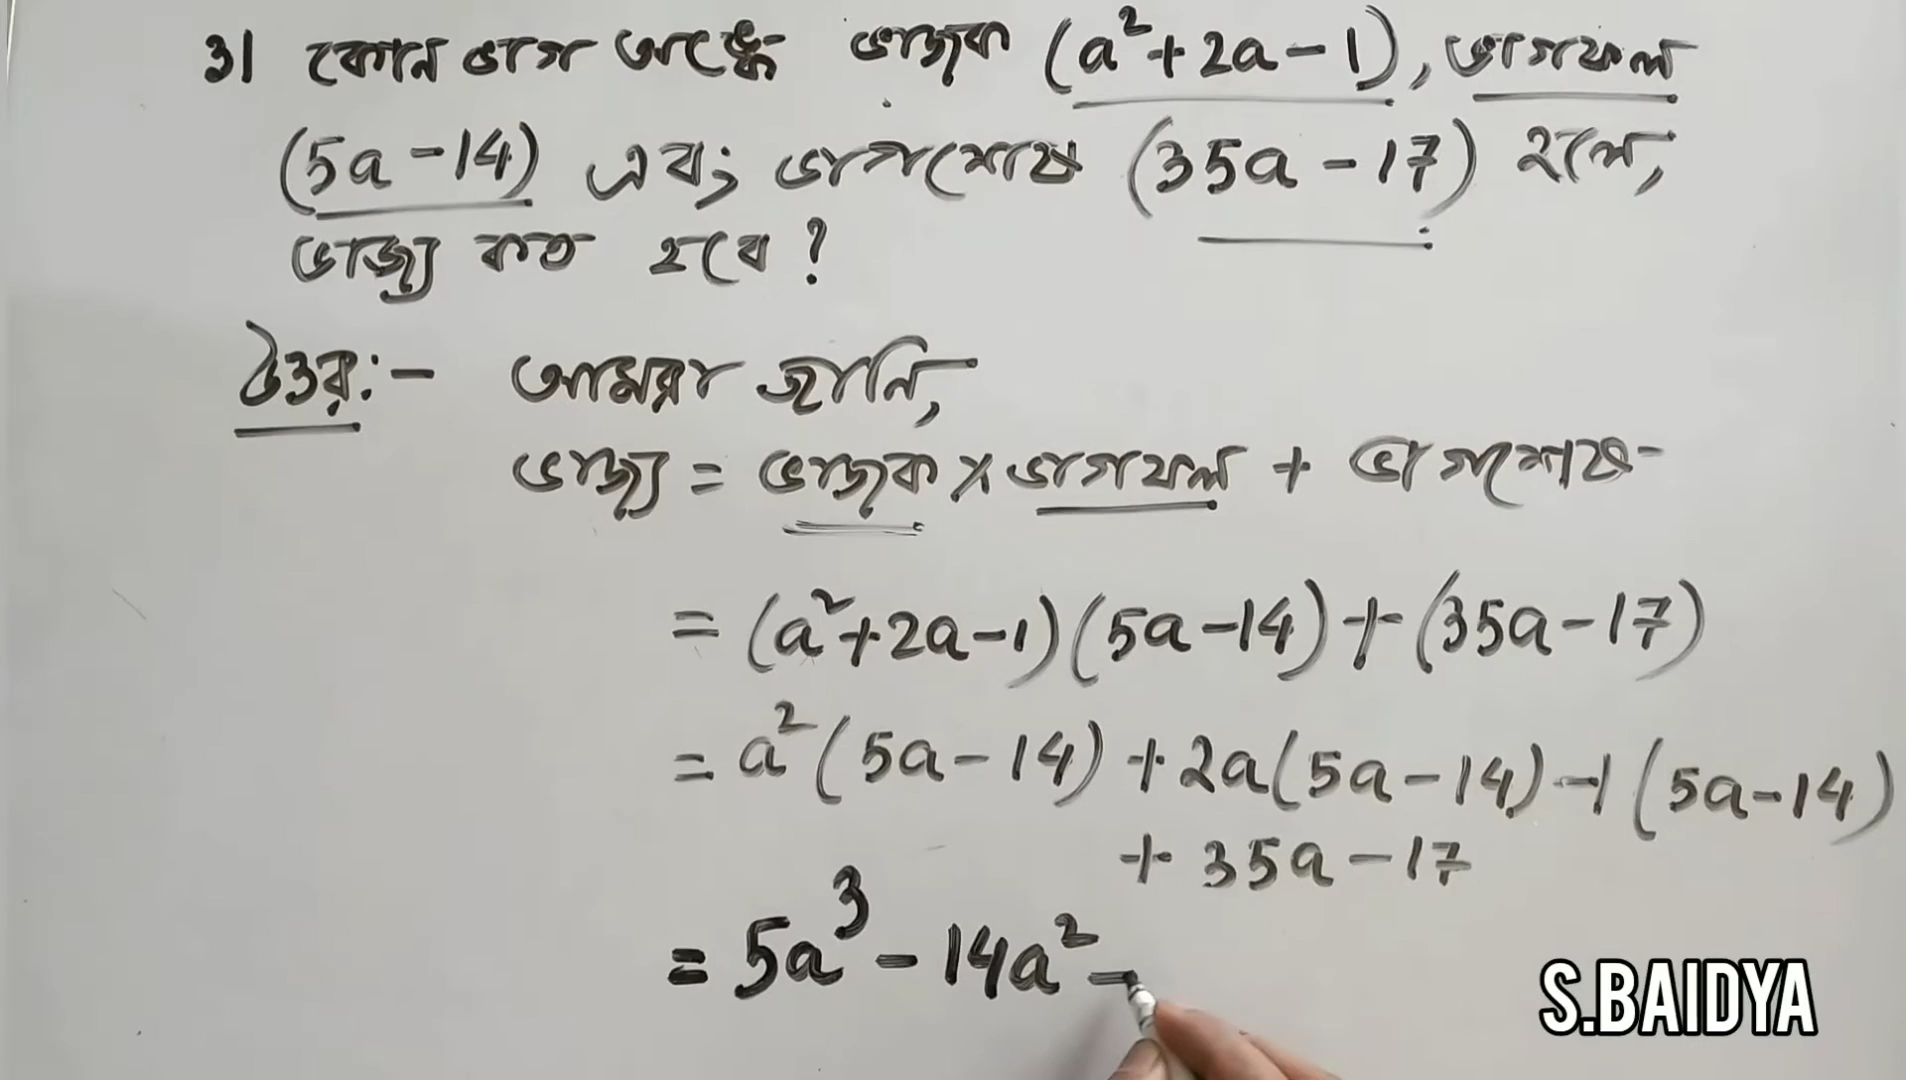 ৩। কোন ভাগ অঙ্কে ভাজক (a²+2a-1), ভাগফল
(5a-14) এবং ভাগশেষ (35a-17) হলে,
ভাজ্য কত হবে?
উত্তর:- আমরা জানি,
ভাজ্য = ভাজক × ভাগফল + ভাগশেষ
= (a²+2a-1)(5a-14)+(35a-17)
= a²(5a-14)+2a(5a-14)-1(5a-14)
+ 35a-17
= 5a³-14a²-
S.BAIDYA